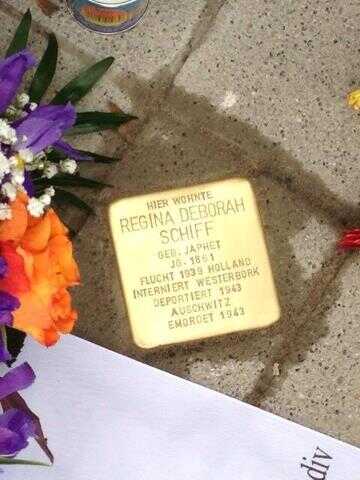 HIER WOHNTE
REGINA DEBORAH
SCHIFF
GEB. JAPHET
JG. 1861
FLUCHT 1939 HOLLAND
INTERNIERT WESTERBORK
DEPORTIERT 1943
AUSCHWITZ
ERMORDET 1943
div